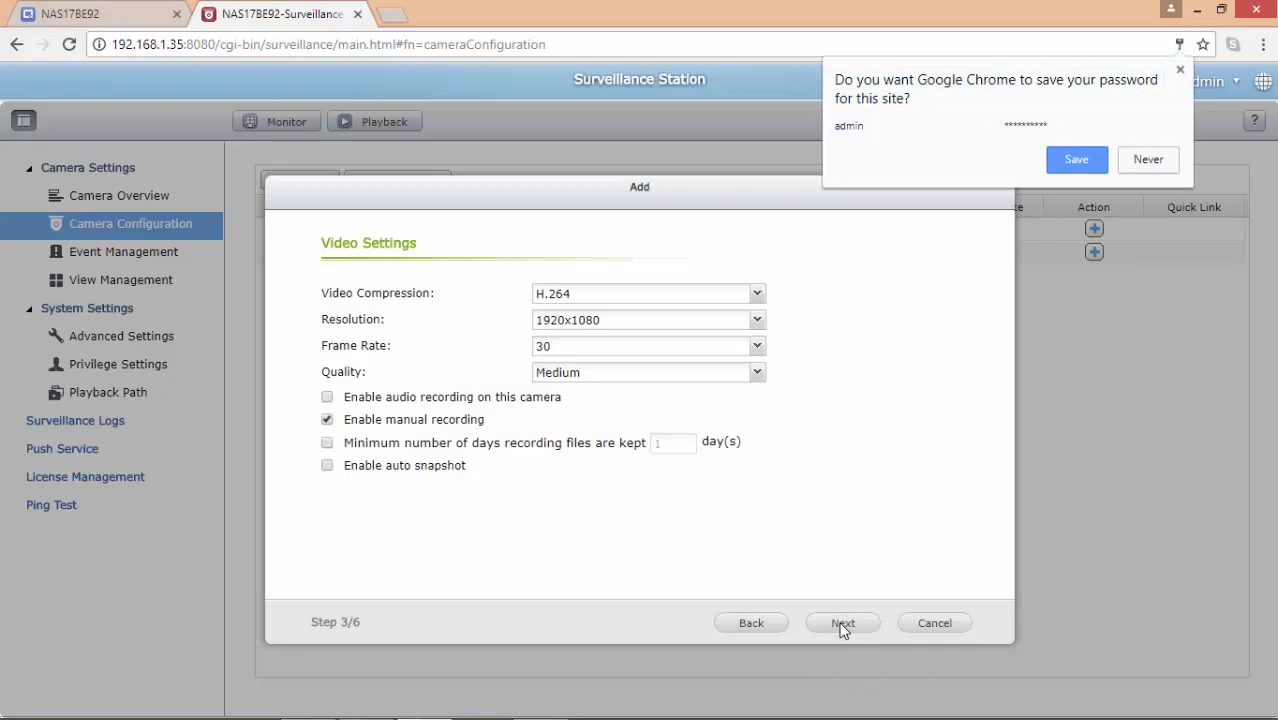 NAS17BE92
NAS17BE92-Surveillance
192.168.1.35:8080/cgi-bin/surveillance/main.html#fn=cameraConfiguration
Surveillance Station
dmin
Do you want Google Chrome to save your password
for this site?
admin **********
Save Never
Monitor Playback ?
Camera Settings
Camera Overview
Camera Configuration
Event Management
View Management
System Settings
Advanced Settings
Privilege Settings
Playback Path
Surveillance Logs
Push Service
License Management
Ping Test
te Action Quick Link
Add
Video Settings
Video Compression: H.264
Resolution: 1920x1080
Frame Rate: 30
Quality: Medium
Enable audio recording on this camera
Enable manual recording
Minimum number of days recording files are kept 1 day(s)
Enable auto snapshot
Step 3/6 Back Next Cancel